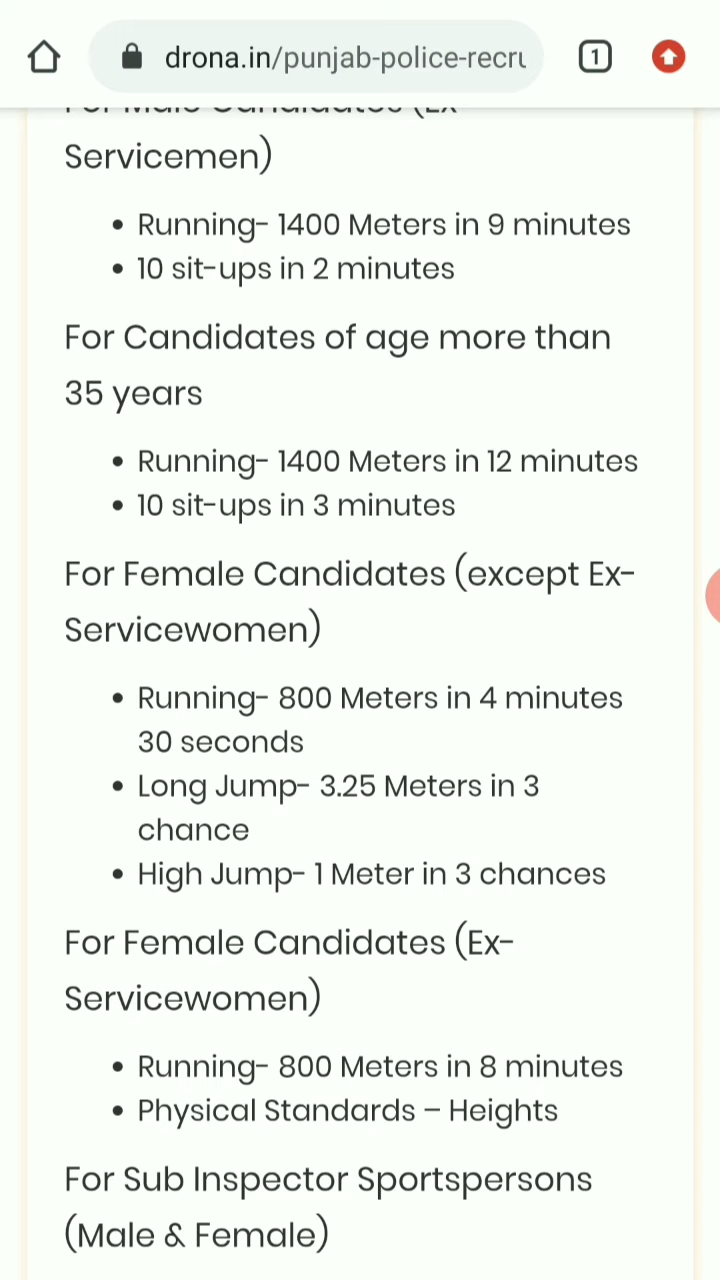 drona.in/punjab-police-recru
1
For Male Candidates (Ex-
Servicemen)
• Running- 1400 Meters in 9 minutes
• 10 sit-ups in 2 minutes
For Candidates of age more than
35 years
• Running- 1400 Meters in 12 minutes
• 10 sit-ups in 3 minutes
For Female Candidates (except Ex-
Servicewomen)
• Running- 800 Meters in 4 minutes
30 seconds
• Long Jump- 3.25 Meters in 3
chance
• High Jump- 1 Meter in 3 chances
For Female Candidates (Ex-
Servicewomen)
• Running- 800 Meters in 8 minutes
• Physical Standards – Heights
For Sub Inspector Sportspersons
(Male & Female)